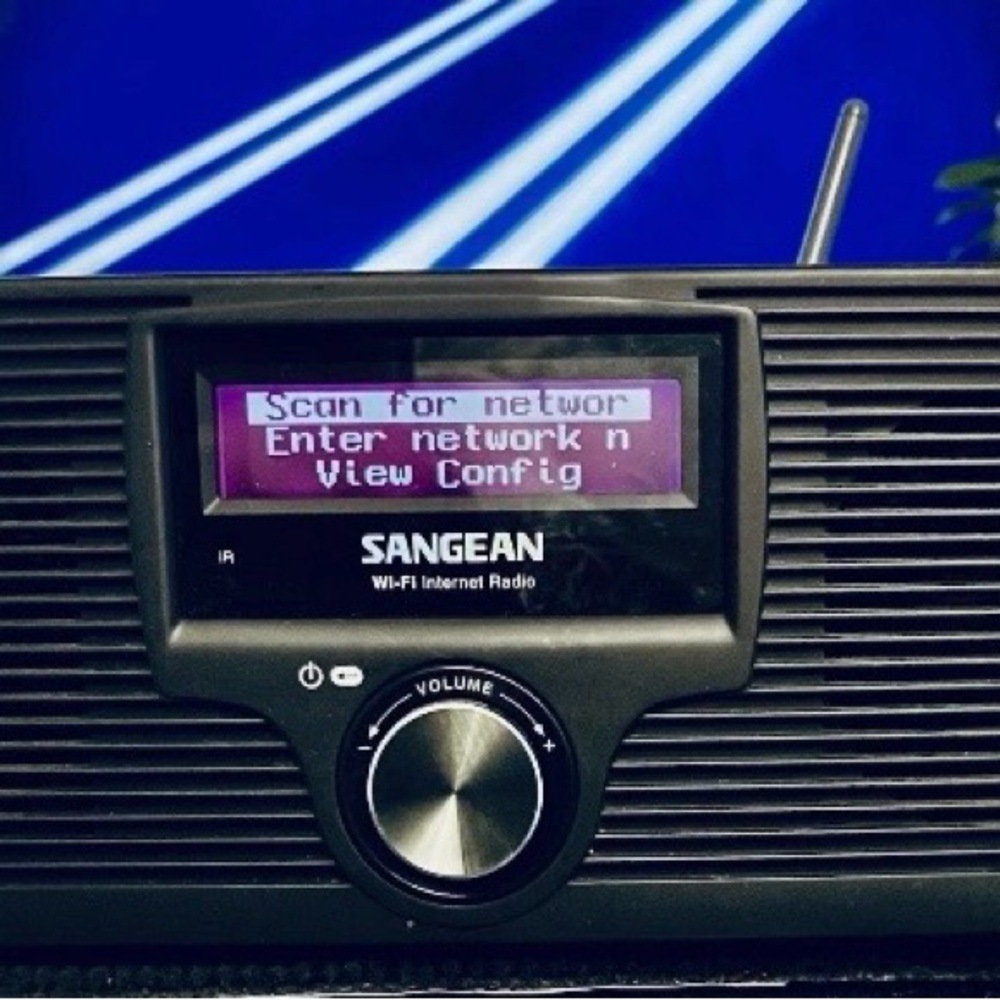 Scan for networ
Enter network n
View Config
IR
SANGEAN
Wi-Fi Internet Radio
VOLUME
- +